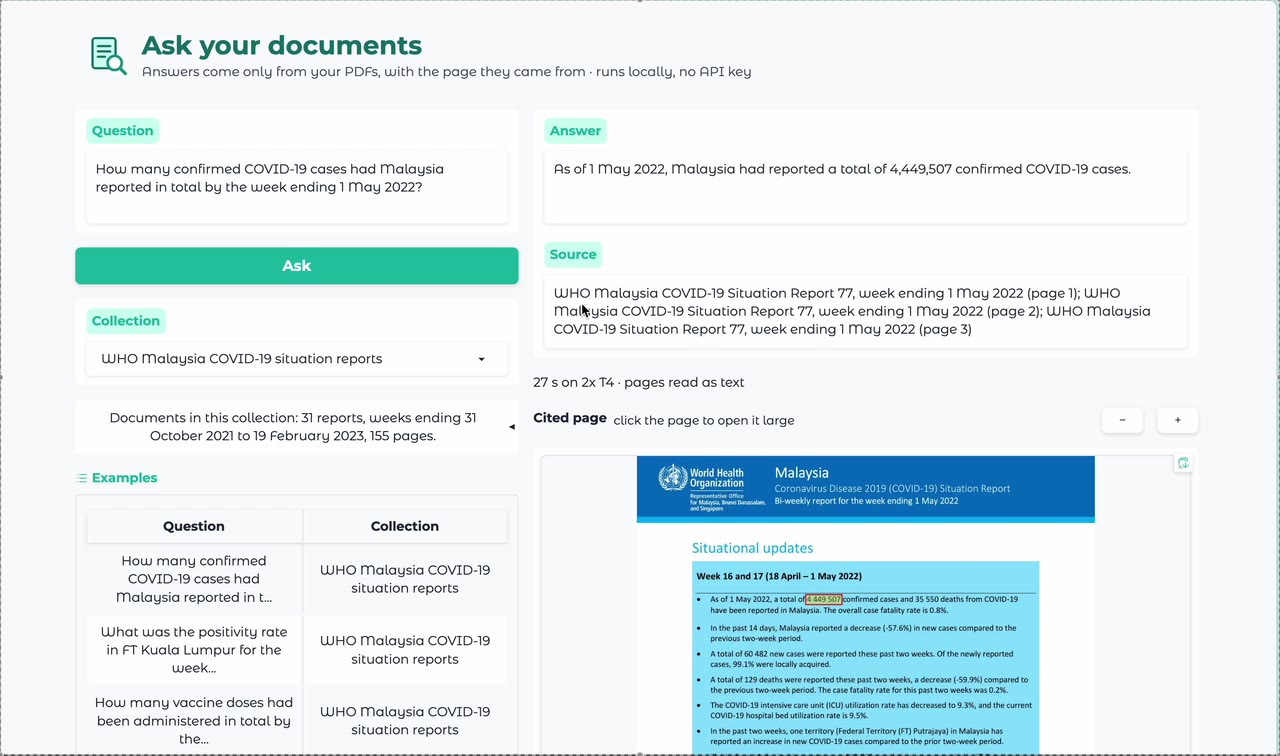 Ask your documents
Answers come only from your PDFs, with the page they came from · runs locally, no API key
Question
How many confirmed COVID-19 cases had Malaysia
reported in total by the week ending 1 May 2022?
Ask
Collection
WHO Malaysia COVID-19 situation reports
Documents in this collection: 31 reports, weeks ending 31
October 2021 to 19 February 2023, 155 pages.
Examples
Question
Collection
How many confirmed
COVID-19 cases had
Malaysia reported in t...
WHO Malaysia COVID-19
situation reports
What was the positivity rate
in FT Kuala Lumpur for the
week...
WHO Malaysia COVID-19
situation reports
How many vaccine doses had
been administered in total by
the...
WHO Malaysia COVID-19
situation reports
Answer
As of 1 May 2022, Malaysia had reported a total of 4,449,507 confirmed COVID-19 cases.
Source
WHO Malaysia COVID-19 Situation Report 77, week ending 1 May 2022 (page 1); WHO
Malaysia COVID-19 Situation Report 77, week ending 1 May 2022 (page 2); WHO Malaysia
COVID-19 Situation Report 77, week ending 1 May 2022 (page 3)
27 s on 2x T4 · pages read as text
Cited page click the page to open it large
−
+
World Health
Organization
Representative Office
for Malaysia, Brunei Darussalam,
and Singapore
Malaysia
Coronavirus Disease 2019 (COVID-19) Situation Report
Bi-weekly report for the week ending 1 May 2022
Situational updates
Week 16 and 17 (18 April – 1 May 2022)
• As of 1 May 2022, a total of 4 449 507 confirmed cases and 35 550 deaths from COVID-19
have been reported in Malaysia. The overall case fatality rate is 0.8%.
• In the past 14 days, Malaysia reported a decrease (-57.6%) in new cases compared to the
previous two-week period.
• A total of 60 482 new cases were reported these past two weeks. Of the newly reported
cases, 99.1% were locally acquired.
• A total of 129 deaths were reported these past two weeks, a decrease (-59.9%) compared to
the previous two-week period. The case fatality rate for this past two weeks was 0.2%.
• The COVID-19 intensive care unit (ICU) utilization rate has decreased to 9.3%, and the current
COVID-19 hospital bed utilization rate is 9.5%.
• In the past two weeks, one territory (Federal Territory (FT) Putrajaya) in Malaysia has
reported an increase in new COVID-19 cases compared to the prior two-week period.